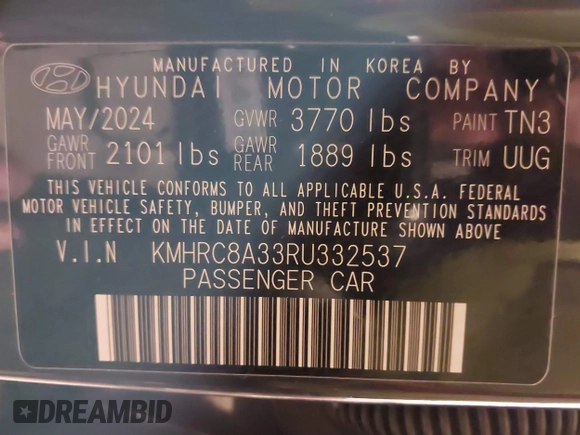 MANUFACTURED IN KOREA BY
HYUNDAI MOTOR COMPANY
MAY/2024 GVWR 3770 lbs PAINT TN3
GAWR FRONT 2101 lbs GAWR REAR 1889 lbs TRIM UUG
THIS VEHICLE CONFORMS TO ALL APPLICABLE U.S.A. FEDERAL
MOTOR VEHICLE SAFETY, BUMPER, AND THEFT PREVENTION STANDARDS
IN EFFECT ON THE DATE OF MANUFACTURE SHOWN ABOVE
V.I.N KMHRC8A33RU332537
PASSENGER CAR
DREAMBID